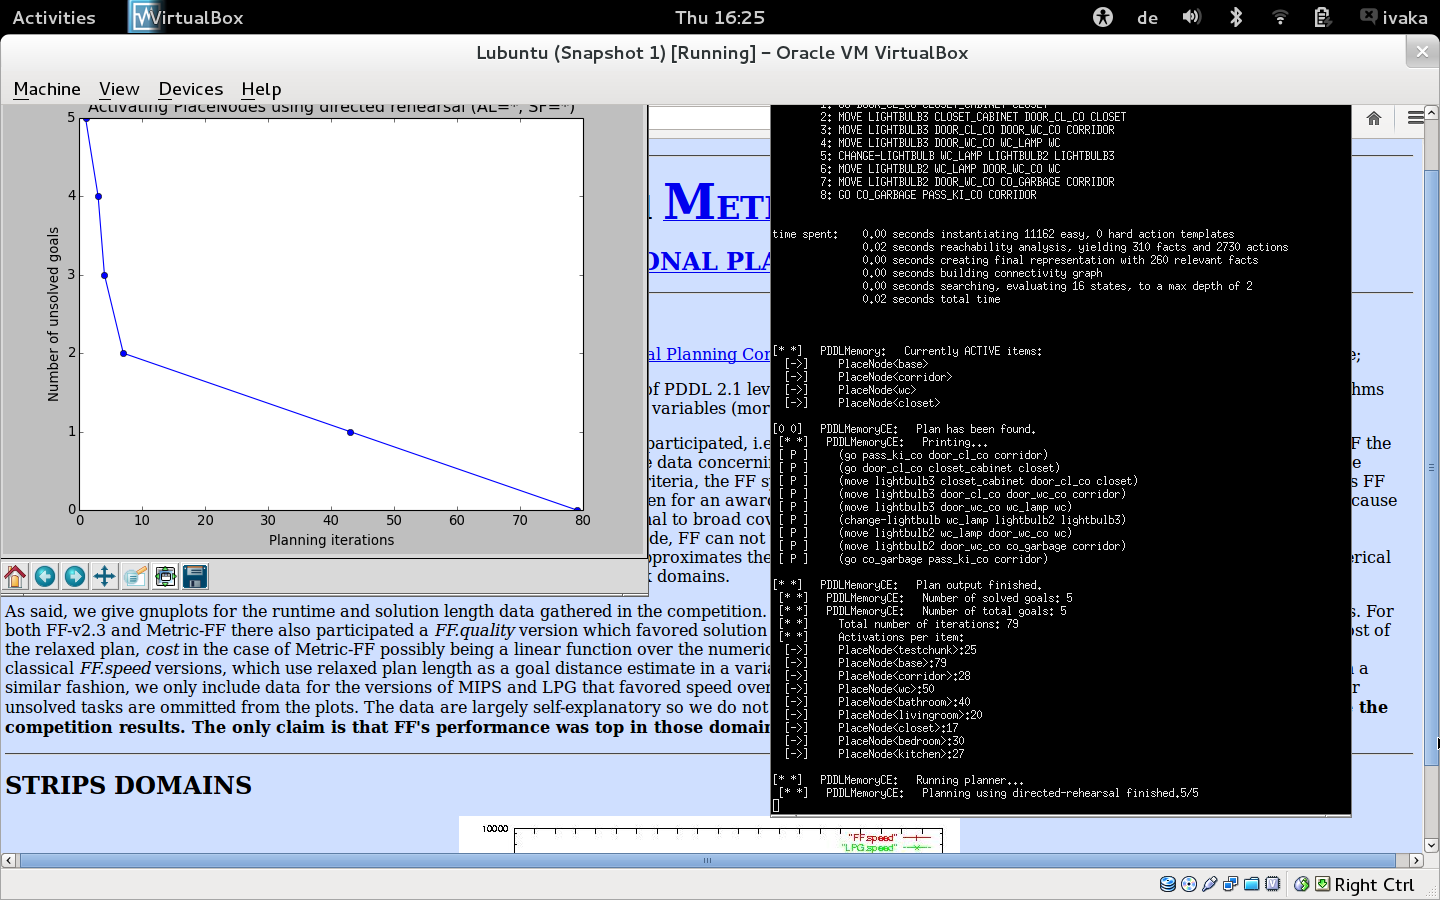 Activities
VirtualBox
Thu 16:25
de
ivaka
Lubuntu (Snapshot 1) [Running] – Oracle VM VirtualBox
Machine View Devices Help
Activating PlaceNodes using directed rehearsal (AL=*, SF=*)
5
4
3
2
1
0
Number of unsolved goals
0 10 20 30 40 50 60 70 80
Planning iterations
1: GO DOOR_CL_CO CLOSET_CABINET CLOSET
2: MOVE LIGHTBULB3 CLOSET_CABINET DOOR_CL_CO CLOSET
3: MOVE LIGHTBULB3 DOOR_CL_CO DOOR_WC_CO CORRIDOR
4: MOVE LIGHTBULB3 DOOR_WC_CO WC_LAMP WC
5: CHANGE-LIGHTBULB WC_LAMP LIGHTBULB2 LIGHTBULB3
6: MOVE LIGHTBULB2 WC_LAMP DOOR_WC_CO WC
7: MOVE LIGHTBULB2 DOOR_WC_CO CO_GARBAGE CORRIDOR
8: GO CO_GARBAGE PASS_KI_CO CORRIDOR
time spent: 0.00 seconds instantiating 11162 easy, 0 hard action templates
0.02 seconds reachability analysis, yielding 310 facts and 2730 actions
0.00 seconds creating final representation with 260 relevant facts
0.00 seconds building connectivity graph
0.00 seconds searching, evaluating 16 states, to a max depth of 2
0.02 seconds total time
[* *] PDDLMemory: Currently ACTIVE items:
[->] PlaceNode<base>
[->] PlaceNode<corridor>
[->] PlaceNode<wc>
[->] PlaceNode<closet>
[0 0] PDDLMemoryCE: Plan has been found.
[* *] PDDLMemoryCE: Printing...
[ P ] (go pass_ki_co door_cl_co corridor)
[ P ] (go door_cl_co closet_cabinet closet)
[ P ] (move lightbulb3 closet_cabinet door_cl_co closet)
[ P ] (move lightbulb3 door_cl_co door_wc_co corridor)
[ P ] (move lightbulb3 door_wc_co wc_lamp wc)
[ P ] (change-lightbulb wc_lamp lightbulb2 lightbulb3)
[ P ] (move lightbulb2 wc_lamp door_wc_co wc)
[ P ] (move lightbulb2 door_wc_co co_garbage corridor)
[ P ] (go co_garbage pass_ki_co corridor)
[* *] PDDLMemoryCE: Plan output finished.
[* *] PDDLMemoryCE: Number of solved goals: 5
[* *] PDDLMemoryCE: Number of total goals: 5
[* *] Total number of iterations: 79
[* *] Activations per item:
[->] PlaceNode<testchunk>:25
[->] PlaceNode<base>:79
[->] PlaceNode<corridor>:28
[->] PlaceNode<wc>:50
[->] PlaceNode<bathroom>:40
[->] PlaceNode<livingroom>:20
[->] PlaceNode<closet>:17
[->] PlaceNode<bedroom>:30
[->] PlaceNode<kitchen>:27
[* *] PDDLMemoryCE: Running planner...
[* *] PDDLMemoryCE: Planning using directed-rehearsal finished.5/5
al Planning Co
of PDDL 2.1 lev
hms
variables (mor
participated, i.e
F the
e data concerni
e
riteria, the FF s
s FF
en for an awar
cause
nal to broad cov
de, FF can not
pproximates the
erical
domains.
As said, we give gnuplots for the runtime and solution length data gathered in the competition.
s. For
both FF-v2.3 and Metric-FF there also participated a FF.quality version which favored solution
ost of
the relaxed plan, cost in the case of Metric-FF possibly being a linear function over the numeric
classical FF.speed versions, which use relaxed plan length as a goal distance estimate in a varia
n a
similar fashion, we only include data for the versions of MIPS and LPG that favored speed over
r
unsolved tasks are ommitted from the plots. The data are largely self-explanatory so we do not
the
competition results. The only claim is that FF's performance was top in those domain
STRIPS DOMAINS
10000
"FF.speed"
"LPG.speed"
Right Ctrl